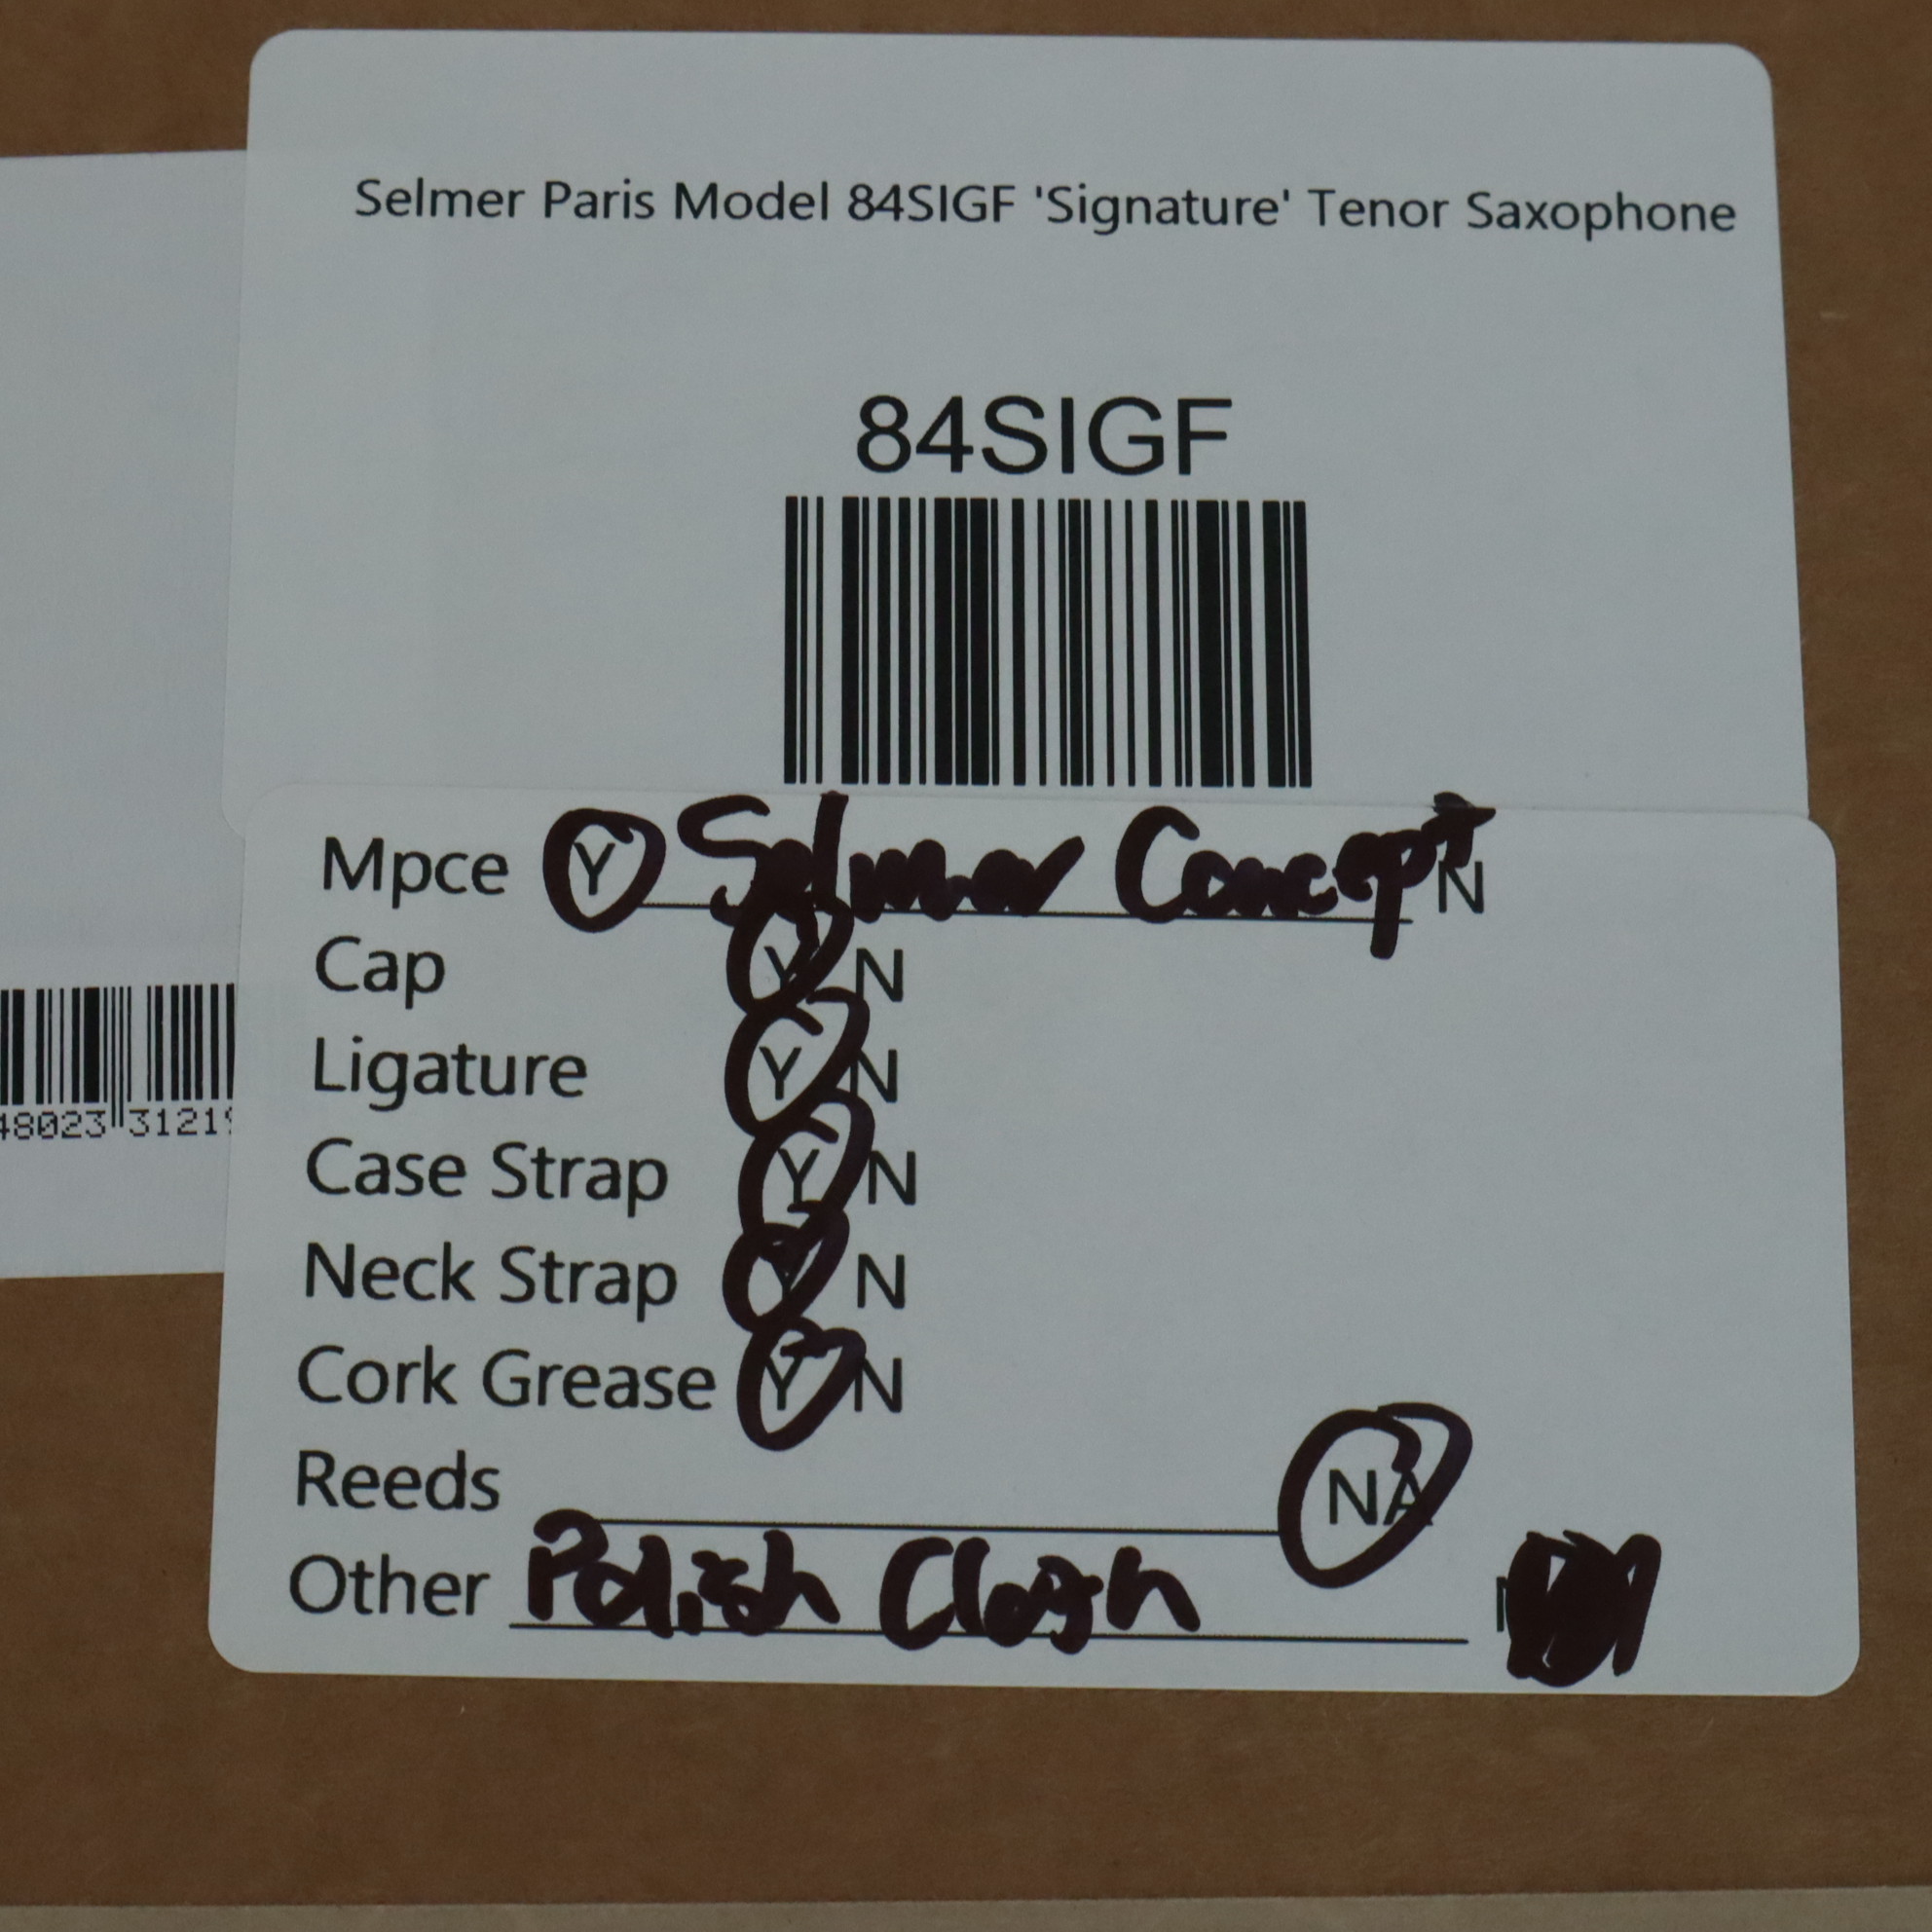 Selmer Paris Model 84SIGF 'Signature' Tenor Saxophone
84SIGF
Mpce Y Selmer Concept N
Cap Y N
Ligature Y N
48023 3121
Case Strap Y N
Neck Strap Y N
Cork Grease Y N
Reeds NA
Other Polish Cloth